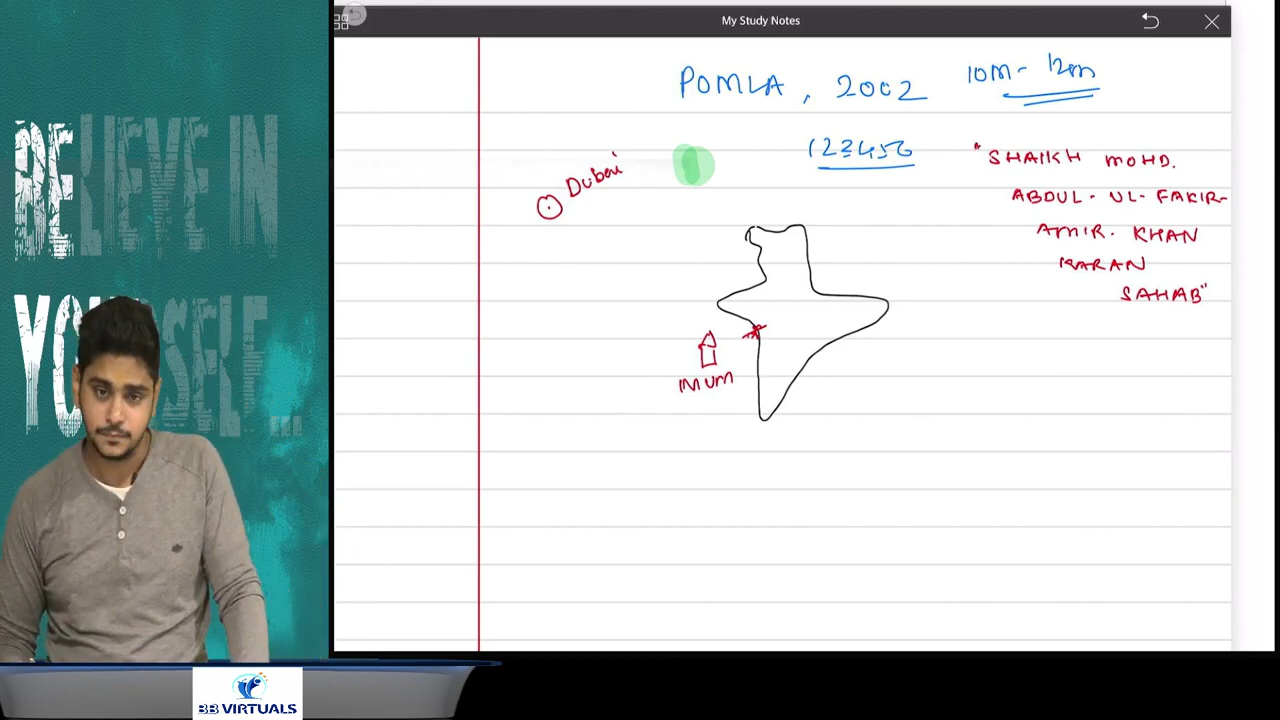 My Study Notes
POMLA, 2002 10M - 12M
123456
Dubai
"SHAIKH MOHD.
ABDUL - UL - FAKIR -
AMIR - KHAN
KARAN
SAHAB"
MUM
BELIEVE IN
YOURSELF...
BB VIRTUALS